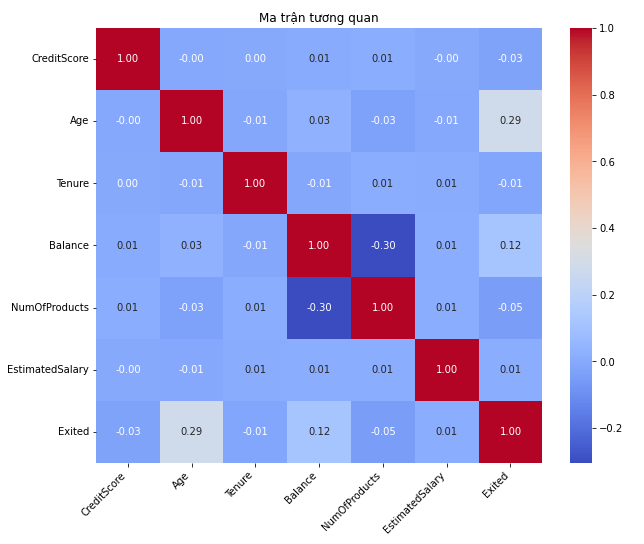 Ma trận tương quan
CreditScore 1.00 -0.00 0.00 0.01 0.01 -0.00 -0.03
Age -0.00 1.00 -0.01 0.03 -0.03 -0.01 0.29
Tenure 0.00 -0.01 1.00 -0.01 0.01 0.01 -0.01
Balance 0.01 0.03 -0.01 1.00 -0.30 0.01 0.12
NumOfProducts 0.01 -0.03 0.01 -0.30 1.00 0.01 -0.05
EstimatedSalary -0.00 -0.01 0.01 0.01 0.01 1.00 0.01
Exited -0.03 0.29 -0.01 0.12 -0.05 0.01 1.00
CreditScore Age Tenure Balance NumOfProducts EstimatedSalary Exited
1.0
0.8
0.6
0.4
0.2
0.0
−0.2